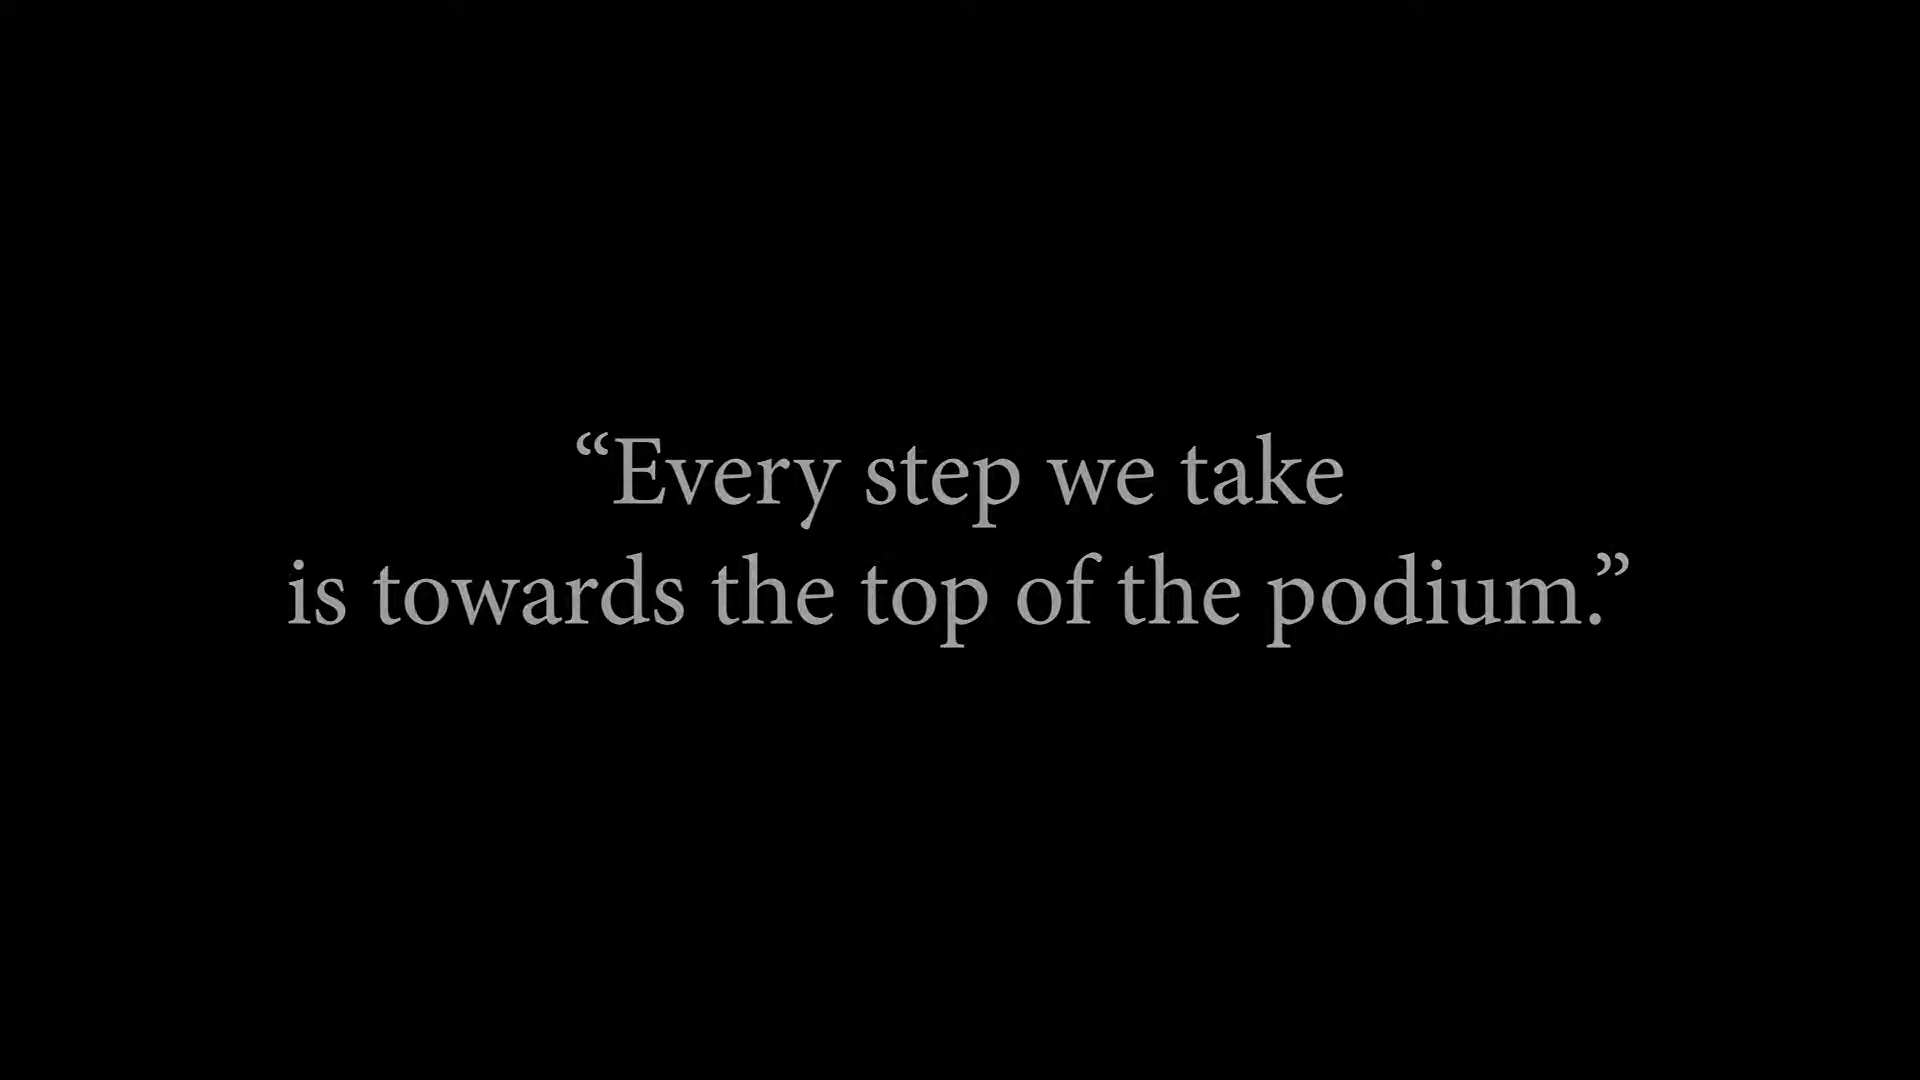 “Every step we take
is towards the top of the podium.”